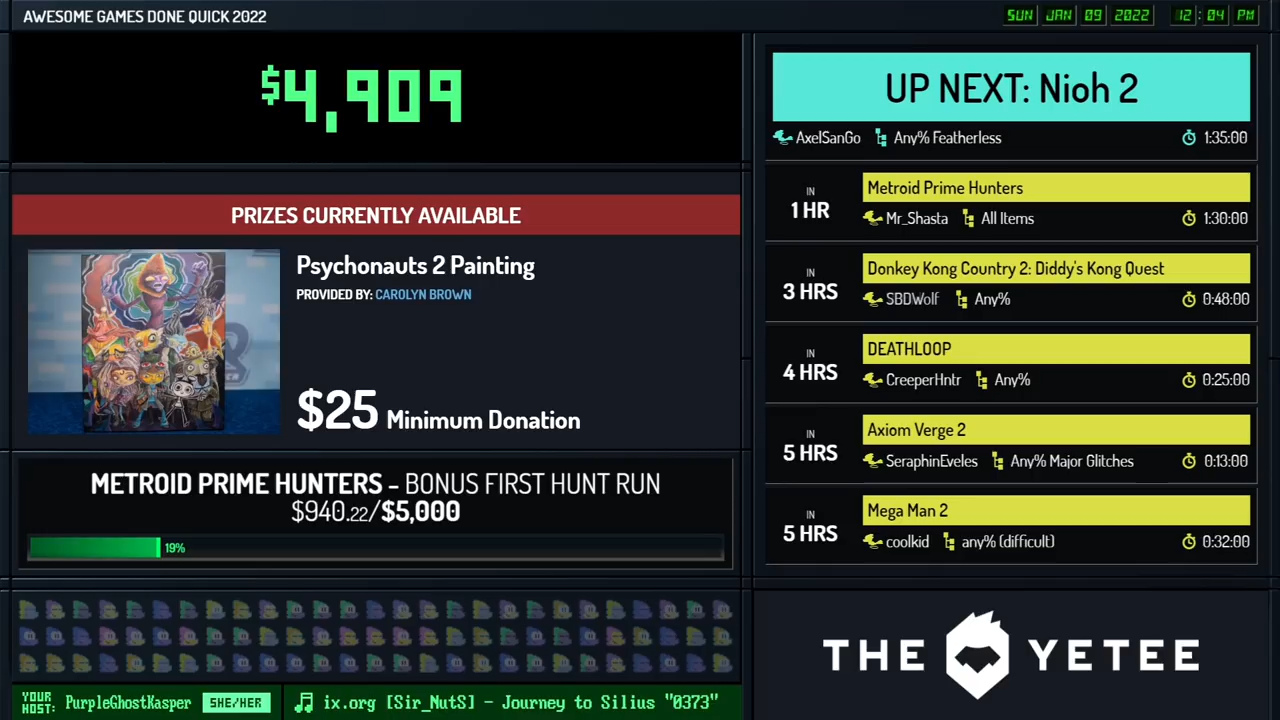 AWESOME GAMES DONE QUICK 2022
SUN JAN 09 2022 12:04 PM
$4,909
PRIZES CURRENTLY AVAILABLE
Psychonauts 2 Painting
PROVIDED BY: CAROLYN BROWN
$25 Minimum Donation
METROID PRIME HUNTERS - BONUS FIRST HUNT RUN
$940.22/$5,000
19%
YOUR HOST: PurpleGhostKasper SHE/HER
ix.org [Sir_NutS] - Journey to Silius "0373"
UP NEXT: Nioh 2
AxelSanGo Any% Featherless 1:35:00
IN 1 HR
Metroid Prime Hunters
Mr_Shasta All Items 1:30:00
IN 3 HRS
Donkey Kong Country 2: Diddy's Kong Quest
SBDWolf Any% 0:48:00
IN 4 HRS
DEATHLOOP
CreeperHntr Any% 0:25:00
IN 5 HRS
Axiom Verge 2
SeraphinEveles Any% Major Glitches 0:13:00
IN 5 HRS
Mega Man 2
coolkid any% (difficult) 0:32:00
THE YETEE